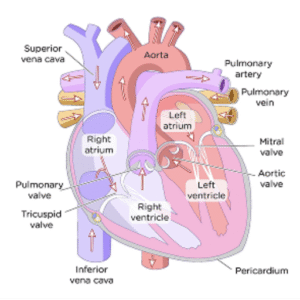 Superior
vena cava
Aorta
Pulmonary
artery
Pulmonary
vein
Left
atrium
Right
atrium
Mitral
valve
Aortic
valve
Pulmonary
valve
Left
ventricle
Tricuspid
valve
Right
ventricle
Inferior
vena cava
Pericardium